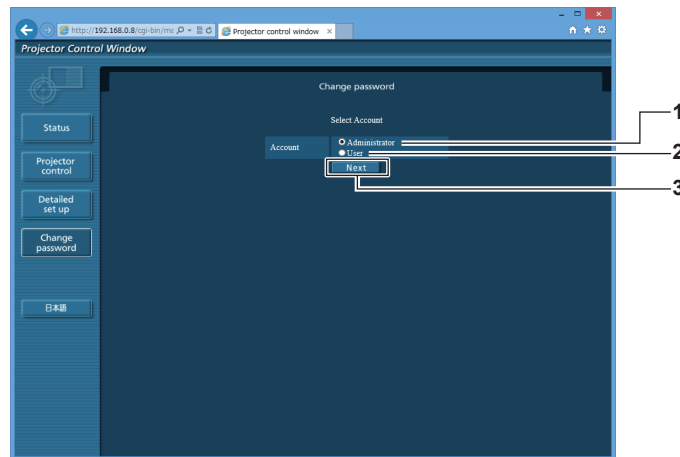 http://192.168.0.8/cgi-bin/ma
Projector control window
Projector Control Window
Change password
Select Account
Account
Administrator
User
Next
Status
Projector
control
Detailed
set up
Change
password
日本語
1
2
3